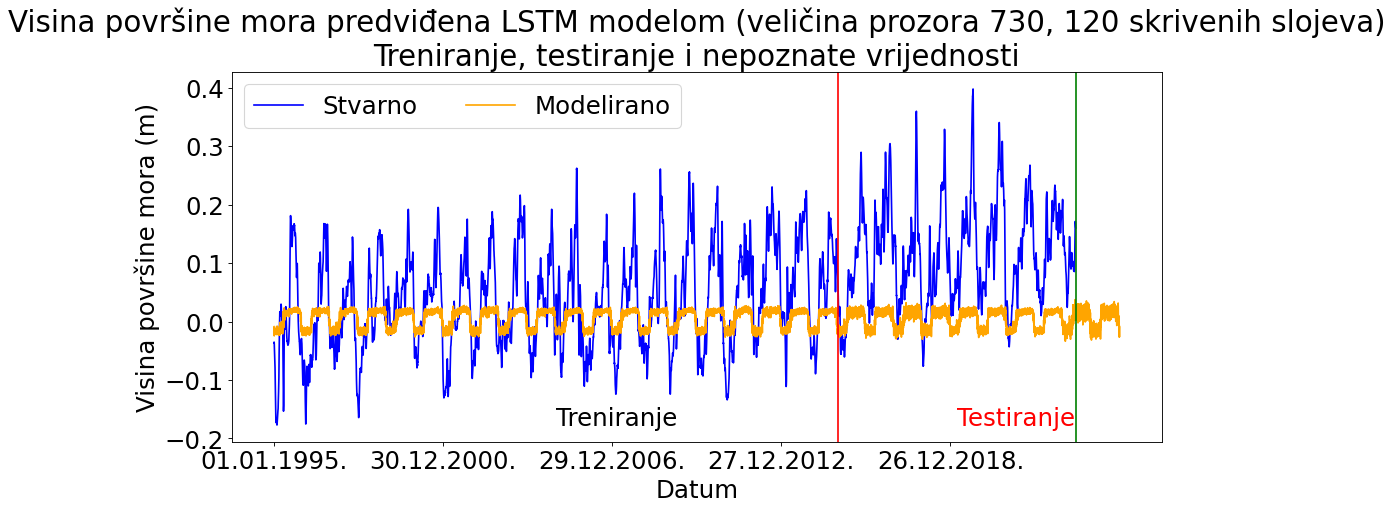 Visina površine mora predviđena LSTM modelom (veličina prozora 730, 120 skrivenih slojeva)
Treniranje, testiranje i nepoznate vrijednosti
Stvarno
Modelirano
Visina površine mora (m)
0.4
0.3
0.2
0.1
0.0
−0.1
−0.2
Treniranje
Testiranje
01.01.1995.
30.12.2000.
29.12.2006.
27.12.2012.
26.12.2018.
Datum